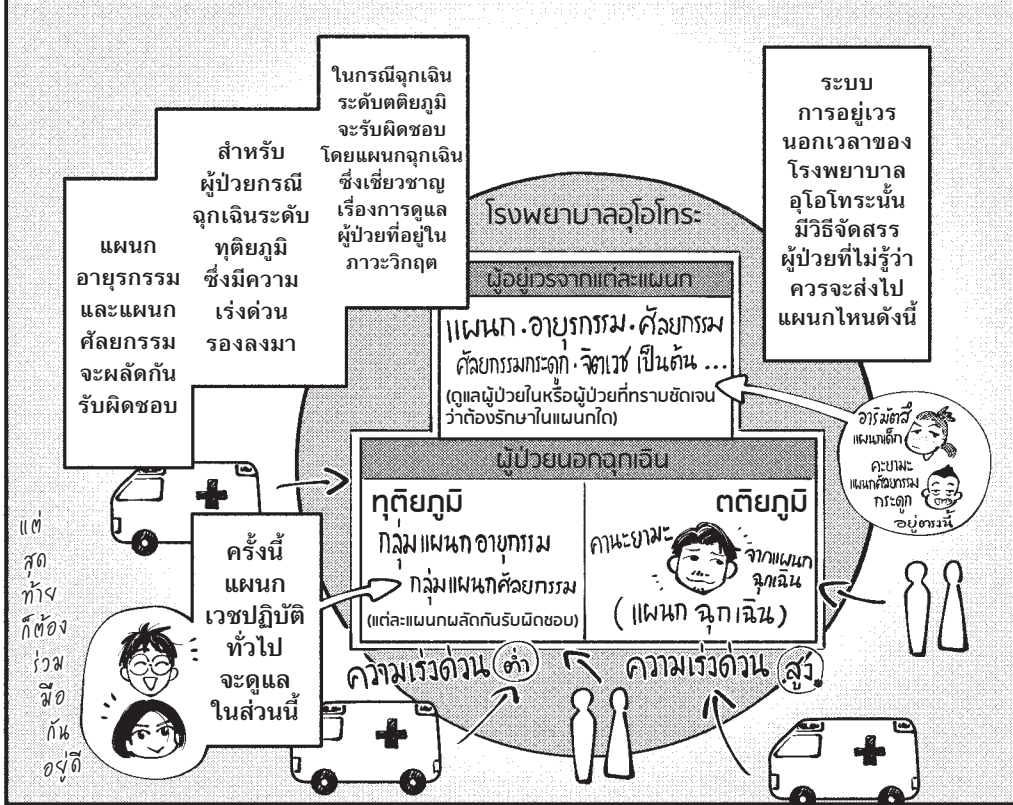 ระบบ
การอยู่เวร
นอกเวลาของ
โรงพยาบาล
อุโอโทระนั้น
มีวิธีจัดสรร
ผู้ป่วยที่ไม่รู้ว่า
ควรจะส่งไป
แผนกไหนดังนี้
ในกรณีฉุกเฉิน
ระดับตติยภูมิ
จะรับผิดชอบ
โดยแผนกฉุกเฉิน
ซึ่งเชี่ยวชาญ
เรื่องการดูแล
ผู้ป่วยที่อยู่ใน
ภาวะวิกฤต
สำหรับ
ผู้ป่วยกรณี
ฉุกเฉินระดับ
ทุติยภูมิ
ซึ่งมีความ
เร่งด่วน
รองลงมา
แผนก
อายุรกรรม
และแผนก
ศัลยกรรม
จะผลัดกัน
รับผิดชอบ
โรงพยาบาลอุโอโทระ
ผู้อยู่เวรจากแต่ละแผนก
แผนก・อายุรกรรม・ศัลยกรรม
ศัลยกรรมกระดูก・จิตเวช เป็นต้น ...
(ดูแลผู้ป่วยในหรือผู้ป่วยที่ทราบชัดเจน
ว่าต้องรักษาในแผนกใด)
อาริมัตสึ
แผนกเด็ก
คะยามะ
แผนกศัลยกรรม
กระดูก
อยู่ตรงนี้
ผู้ป่วยนอกฉุกเฉิน
ทุติยภูมิ
กลุ่มแผนกอายุกรรม
กลุ่มแผนกศัลยกรรม
(แต่ละแผนกผลัดกันรับผิดชอบ)
ตติยภูมิ
คานะยามะ
จากแผนก
ฉุกเฉิน
(แผนก ฉุกเฉิน)
ความเร่งด่วน ต่ำ
ความเร่งด่วน สูง
ครั้งนี้
แผนก
เวชปฏิบัติ
ทั่วไป
จะดูแล
ในส่วนนี้
แต่
สุด
ท้าย
ก็ต้อง
ร่วม
มือ
กัน
อยู่ดี